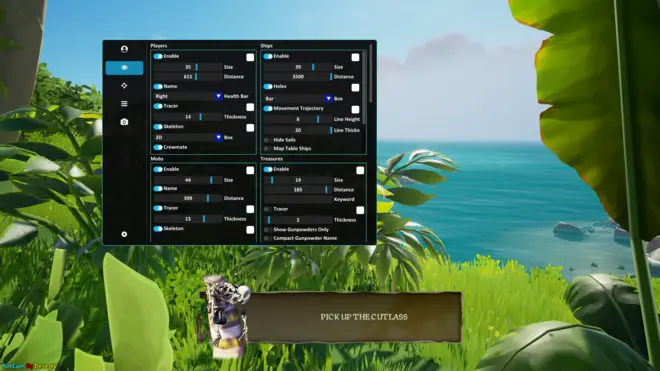 Players
Enable
35 Size
615 Distance
Name
Right Health Bar
Tracer
14 Thickness
Skeleton
2D Box
Crewmate
Ships
Enable
39 Size
3500 Distance
Holes
Bar Box
Movement Trajectory
6 Line Height
20 Line Thickn
Hide Sails
Map Table Ships
Mobs
Enable
44 Size
Name
399 Distance
Tracer
15 Thickness
Skeleton
Treasures
Enable
14 Size
185 Distance
Keyword
Tracer
2 Thickness
Show Gunpowders Only
Compact Gunpowder Name
PICK UP THE CUTLASS